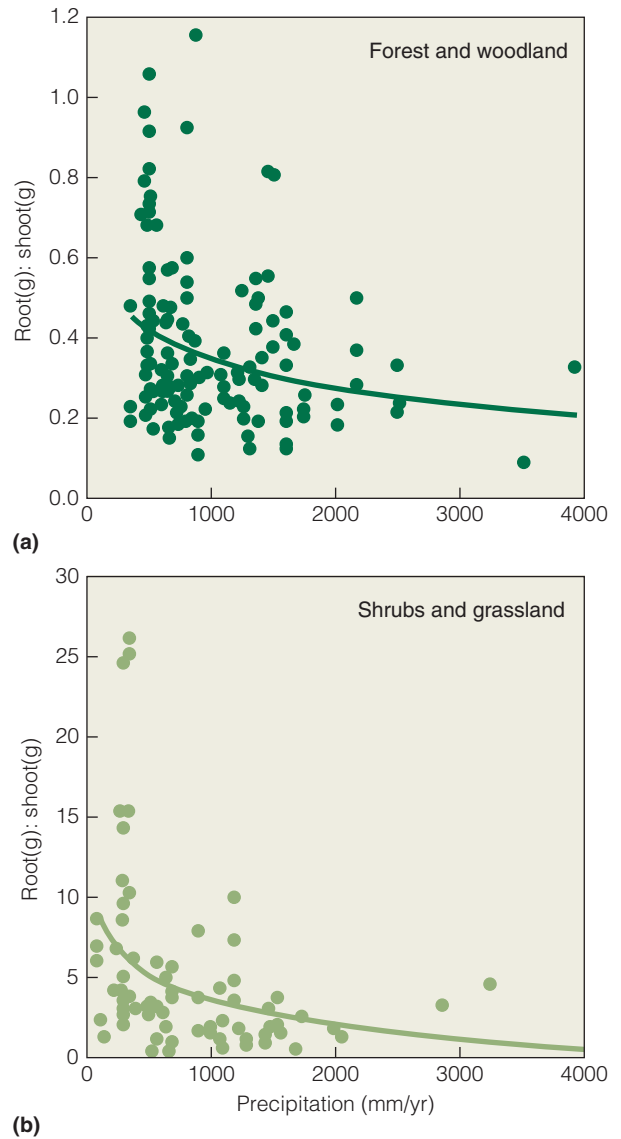 1.2
Forest and woodland
1.0
0.8
Root(g): shoot(g)
0.6
0.4
0.2
0.0
0 1000 2000 3000 4000
(a)
30
Shrubs and grassland
25
20
Root(g): shoot(g)
15
10
5
0
0 1000 2000 3000 4000
Precipitation (mm/yr)
(b)